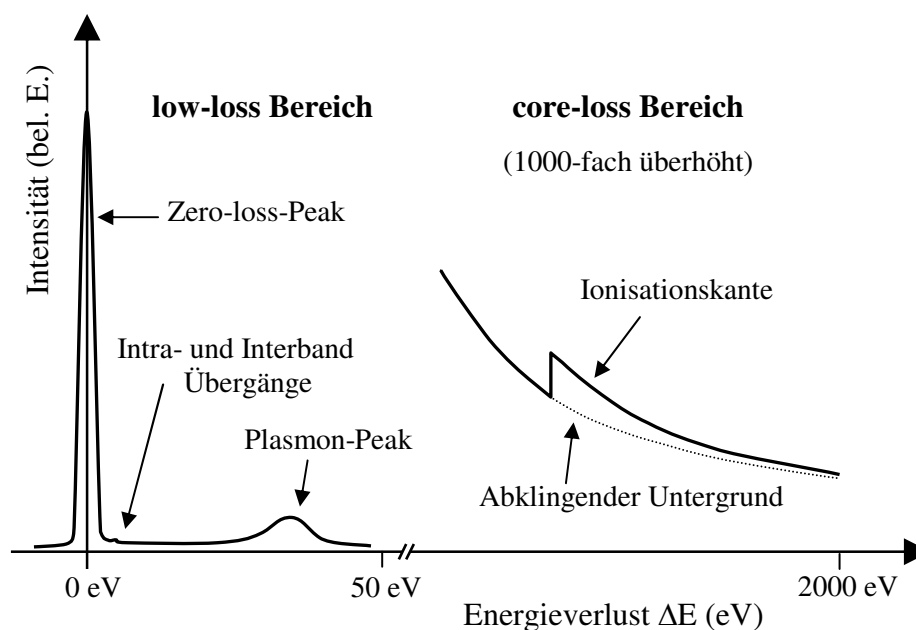 Intensität (bel. E.)
low-loss Bereich
core-loss Bereich
(1000-fach überhöht)
Zero-loss-Peak
Ionisationskante
Intra- und Interband
Übergänge
Plasmon-Peak
Abklingender Untergrund
0 eV
50 eV
2000 eV
Energieverlust ΔE (eV)